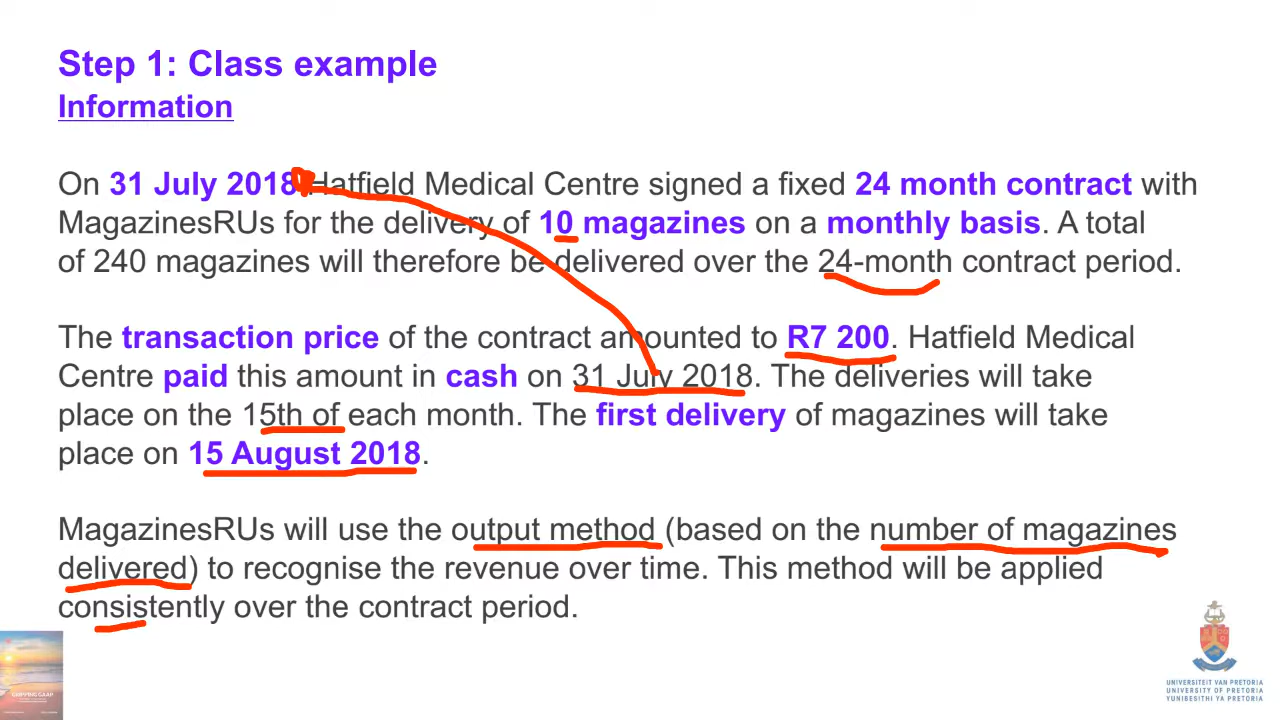 Step 1: Class example
Information
On 31 July 2018 Hatfield Medical Centre signed a fixed 24 month contract with
MagazinesRUs for the delivery of 10 magazines on a monthly basis. A total
of 240 magazines will therefore be delivered over the 24-month contract period.
The transaction price of the contract amounted to R7 200. Hatfield Medical
Centre paid this amount in cash on 31 July 2018. The deliveries will take
place on the 15th of each month. The first delivery of magazines will take
place on 15 August 2018.
MagazinesRUs will use the output method (based on the number of magazines
delivered) to recognise the revenue over time. This method will be applied
consistently over the contract period.
UNIVERSITEIT VAN PRETORIA
UNIVERSITY OF PRETORIA
YUNIBESITHI YA PRETORIA